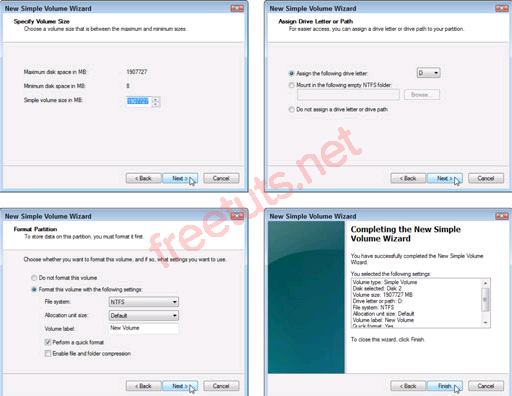 New Simple Volume Wizard
Specify Volume Size
Choose a volume size that is between the maximum and minimum sizes.
Maximum disk space in MB: 1907727
Minimum disk space in MB: 8
Simple volume size in MB: 1907727
< Back Next > Cancel
New Simple Volume Wizard
Assign Drive Letter or Path
For easier access, you can assign a drive letter or drive path to your partition.
Assign the following drive letter: D
Mount in the following empty NTFS folder:
Browse...
Do not assign a drive letter or drive path
< Back Next > Cancel
freetuts.net
New Simple Volume Wizard
Format Partition
To store data on this partition, you must format it first.
Choose whether you want to format this volume, and if so, what settings you want to use.
Do not format this volume
Format this volume with the following settings:
File system: NTFS
Allocation unit size: Default
Volume label: New Volume
Perform a quick format
Enable file and folder compression
< Back Next > Cancel
New Simple Volume Wizard
Completing the New Simple
Volume Wizard
You have successfully completed the New Simple Volume
Wizard.
You selected the following settings:
Volume type: Simple Volume
Disk selected: Disk 2
Volume size: 1907727 MB
Drive letter or path: D:
File system: NTFS
Allocation unit size: Default
Volume label: New Volume
Quick format: Yes
To close this wizard, click Finish.
< Back Finish Cancel